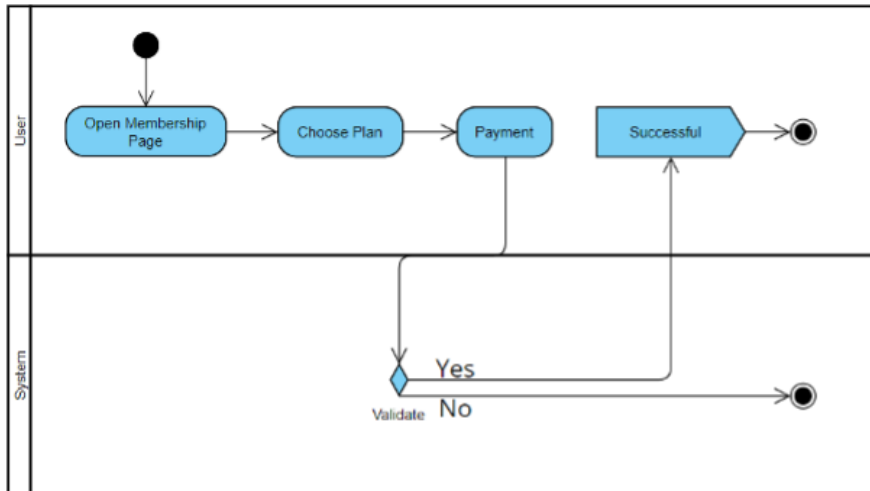 User
Open Membership
Page
Choose Plan
Payment
Successful
System
Yes
Validate
No